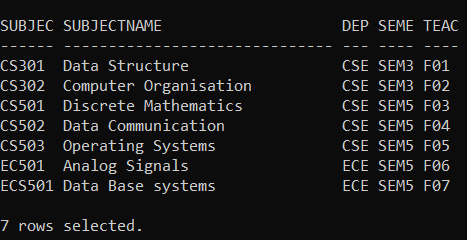 SUBJEC SUBJECTNAME                      DEP SEME TEAC
------ -------------------------------- --- ---- ----
CS301  Data Structure                   CSE SEM3 F01
CS302  Computer Organisation            CSE SEM3 F02
CS501  Discrete Mathematics             CSE SEM5 F03
CS502  Data Communication               CSE SEM5 F04
CS503  Operating Systems                CSE SEM5 F05
EC501  Analog Signals                   ECE SEM5 F06
ECS501 Data Base systems                ECE SEM5 F07
7 rows selected.